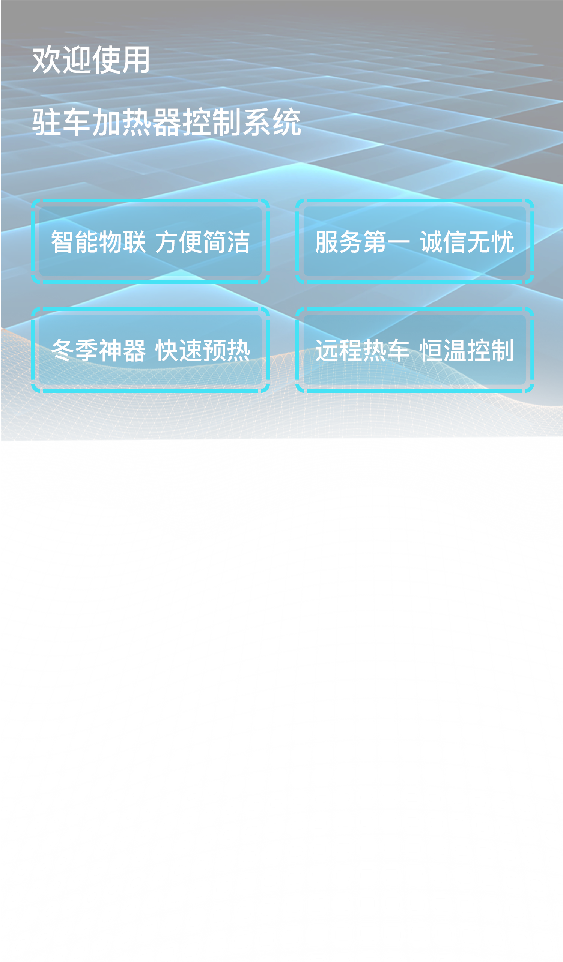 欢迎使用
驻车加热器控制系统
智能物联 方便简洁
服务第一 诚信无忧
冬季神器 快速预热
远程热车 恒温控制